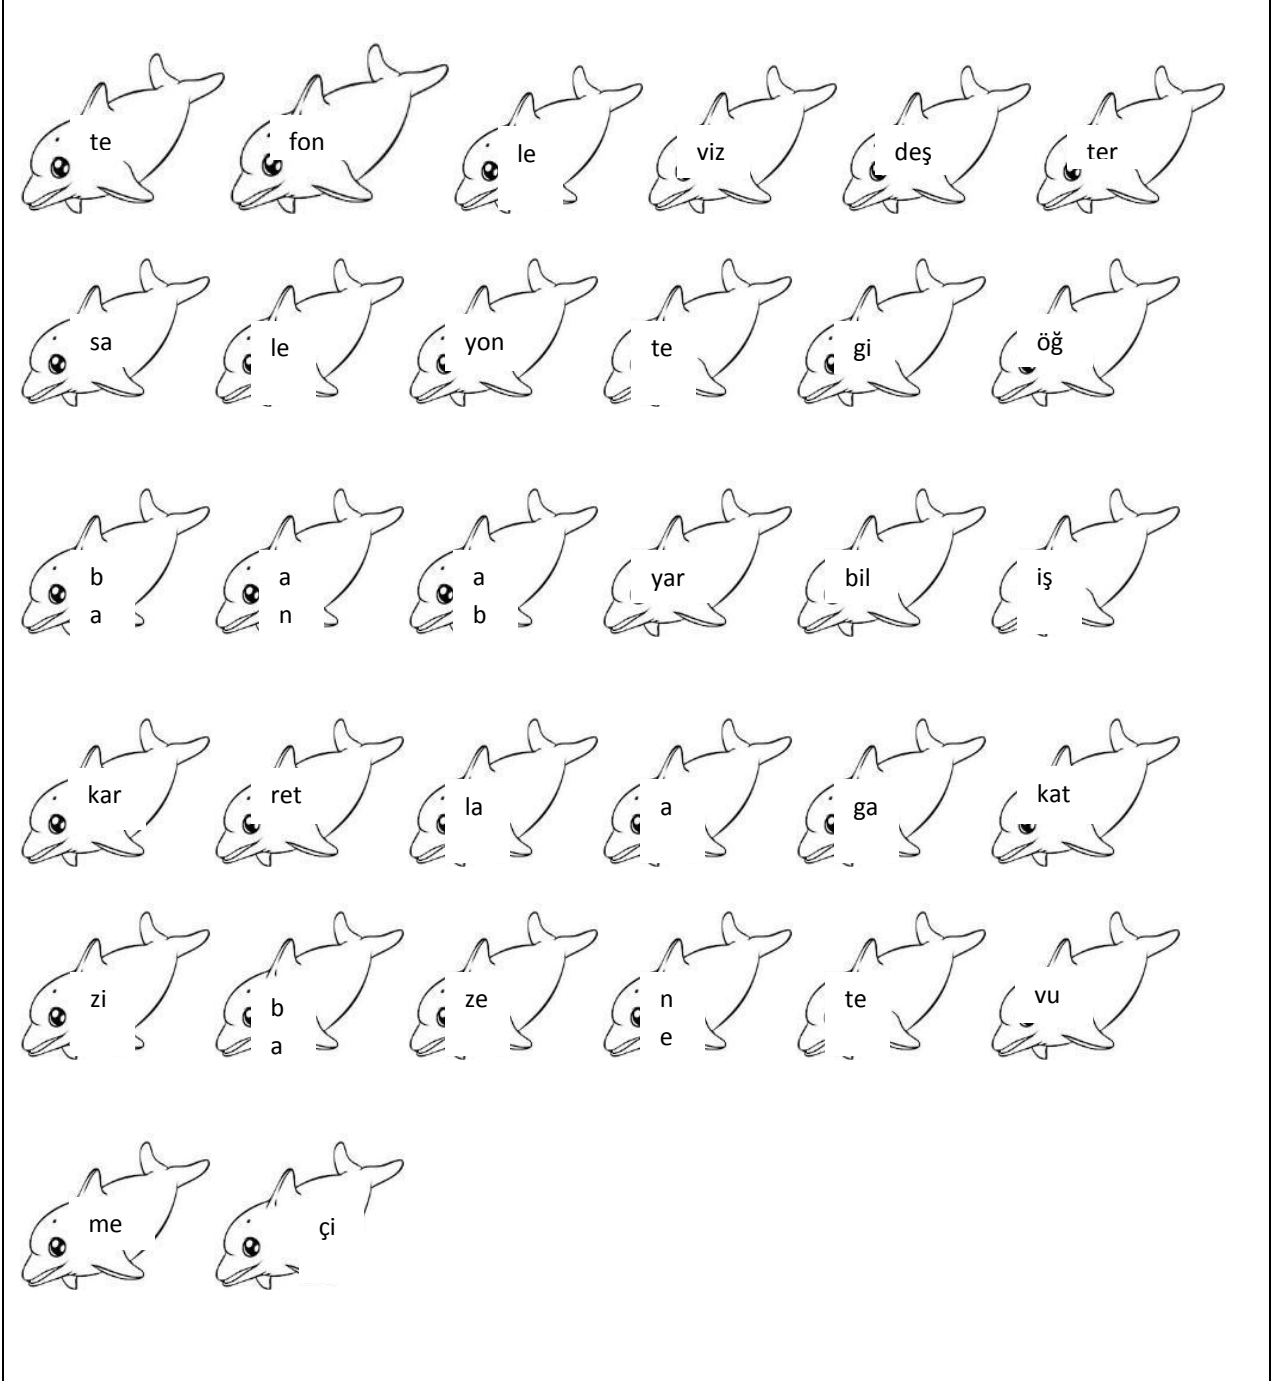 te fon le viz deş ter
sa le yon te gi öğ
b a a yar bil iş
a n b
kar ret la a ga kat
zi b ze n te vu
a e
me çi